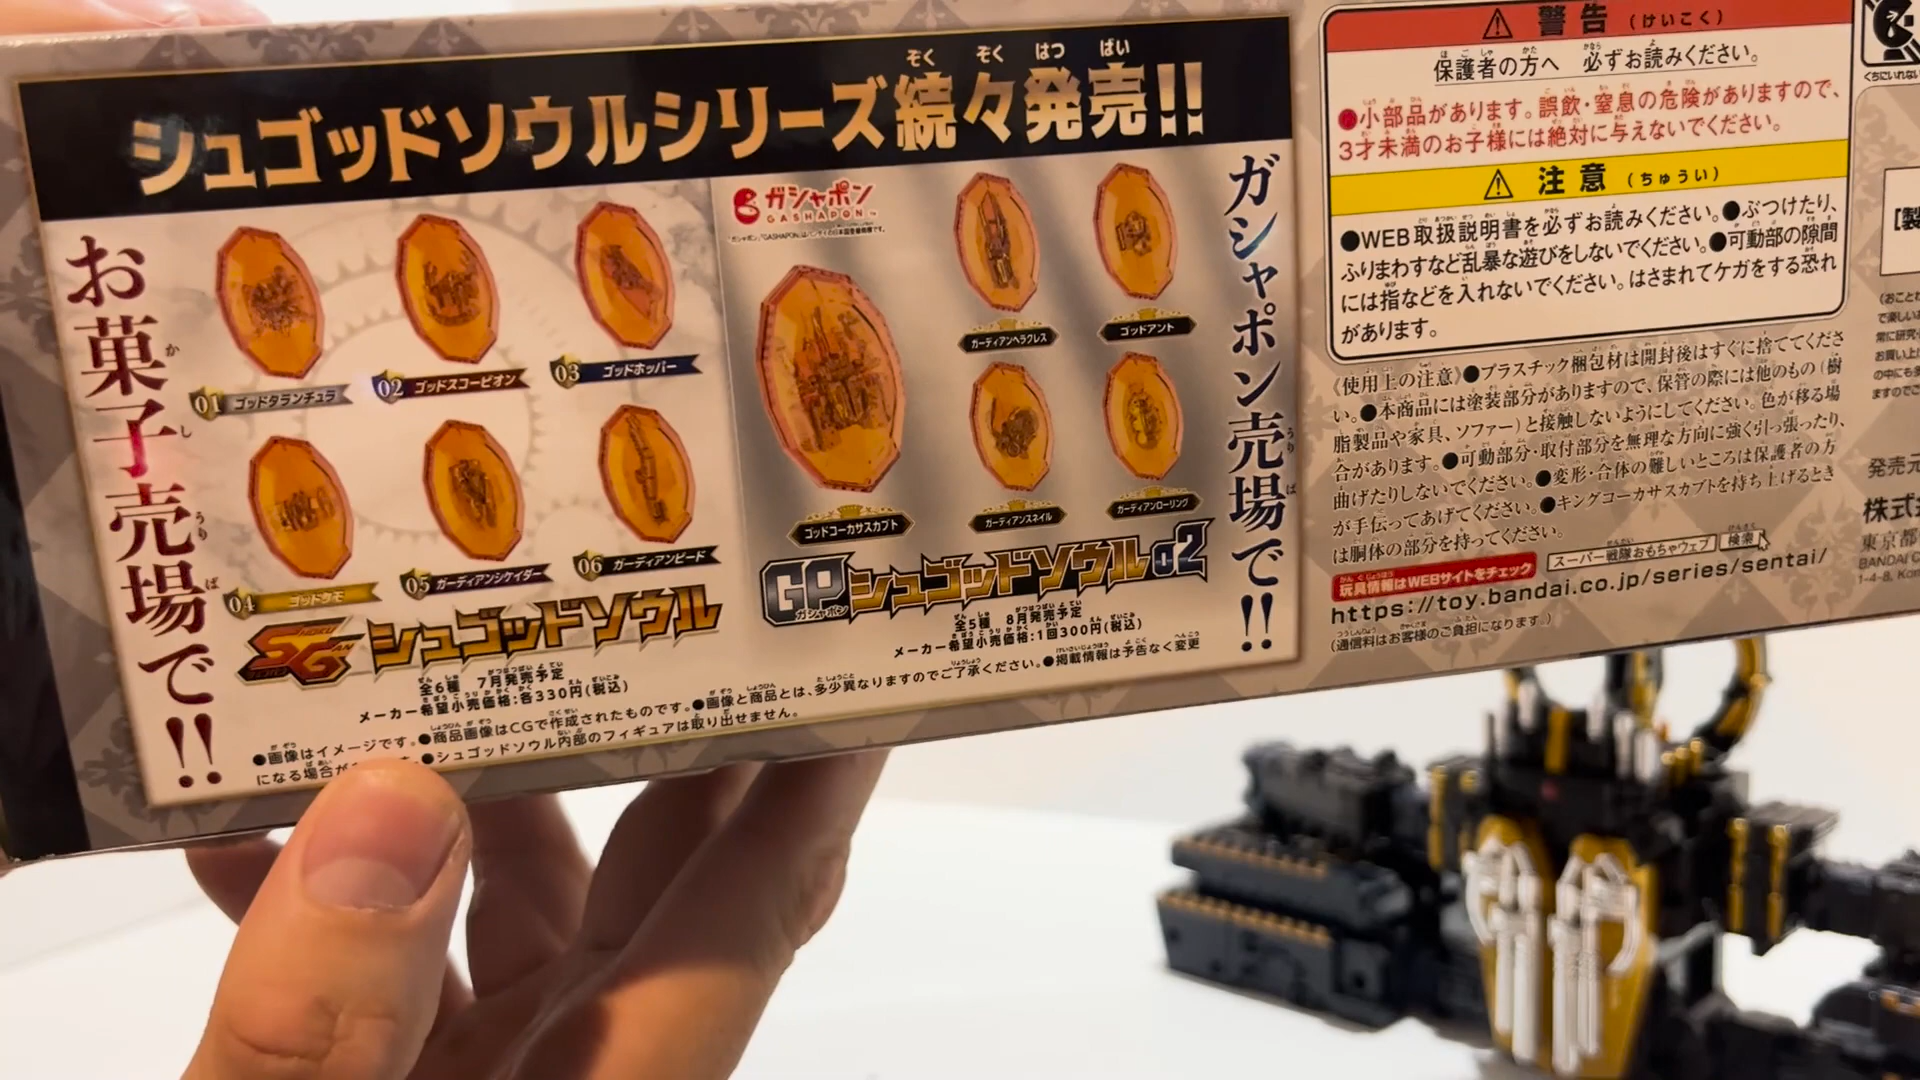 シュゴッドソウルシリーズ続々発売!!
お菓子売場で!!
01 ゴッドタランチュラ
02 ゴッドスコーピオン
03 ゴッドホッパー
04 ゴッドクモ
05 ガーディアンシケイダー
06 ガーディアンビード
シュゴッドソウル
全6種 7月発売予定
メーカー希望小売価格:各330円(税込)
ガシャポン
GASHAPON
ガーディアンヘラクレス
ゴッドアント
ゴッドコーカサスカブト
ガーディアンスネイル
ガーディアンローリング
GPシュゴッドソウル02
ガシャポン
全5種 8月発売予定
メーカー希望小売価格:1回300円(税込)
ガシャポン売場で!!
●画像はイメージです。●商品画像はCGで作成されたものです。●画像と商品とは、多少異なりますのでご了承ください。●掲載情報は予告なく変更
になる場合が
●シュゴッドソウル内部のフィギュアは取り出せません。
警告(けいこく)
保護者の方へ 必ずお読みください。
●小部品があります。誤飲・窒息の危険がありますので、
3才未満のお子様には絶対に与えないでください。
注意(ちゅうい)
●WEB取扱説明書を必ずお読みください。●ぶつけたり、
ふりまわすなど乱暴な遊びをしないでください。●可動部の隙間
には指などを入れないでください。はさまれてケガをする恐れ
があります。
《使用上の注意》●プラスチック梱包材は開封後はすぐに捨ててくださ
い。●本商品には塗装部分がありますので、保管の際には他のもの(樹
脂製品や家具、ソファー)と接触しないようにしてください。色が移る場
合があります。●可動部分・取付部分を無理な方向に強く引っ張ったり、
曲げたりしないでください。●変形・合体の難しいところは保護者の方
が手伝ってあげてください。●キングコーカサスカブトを持ち上げるとき
は胴体の部分を持ってください。
玩具情報はWEBサイトをチェック
スーパー戦隊おもちゃウェブ 検索
https://toy.bandai.co.jp/series/sentai/
(通信料はお客様のご負担になります。)
くちにいれない
[製
発売元
株式
東京都
BANDAI C
1-4-8, Kom